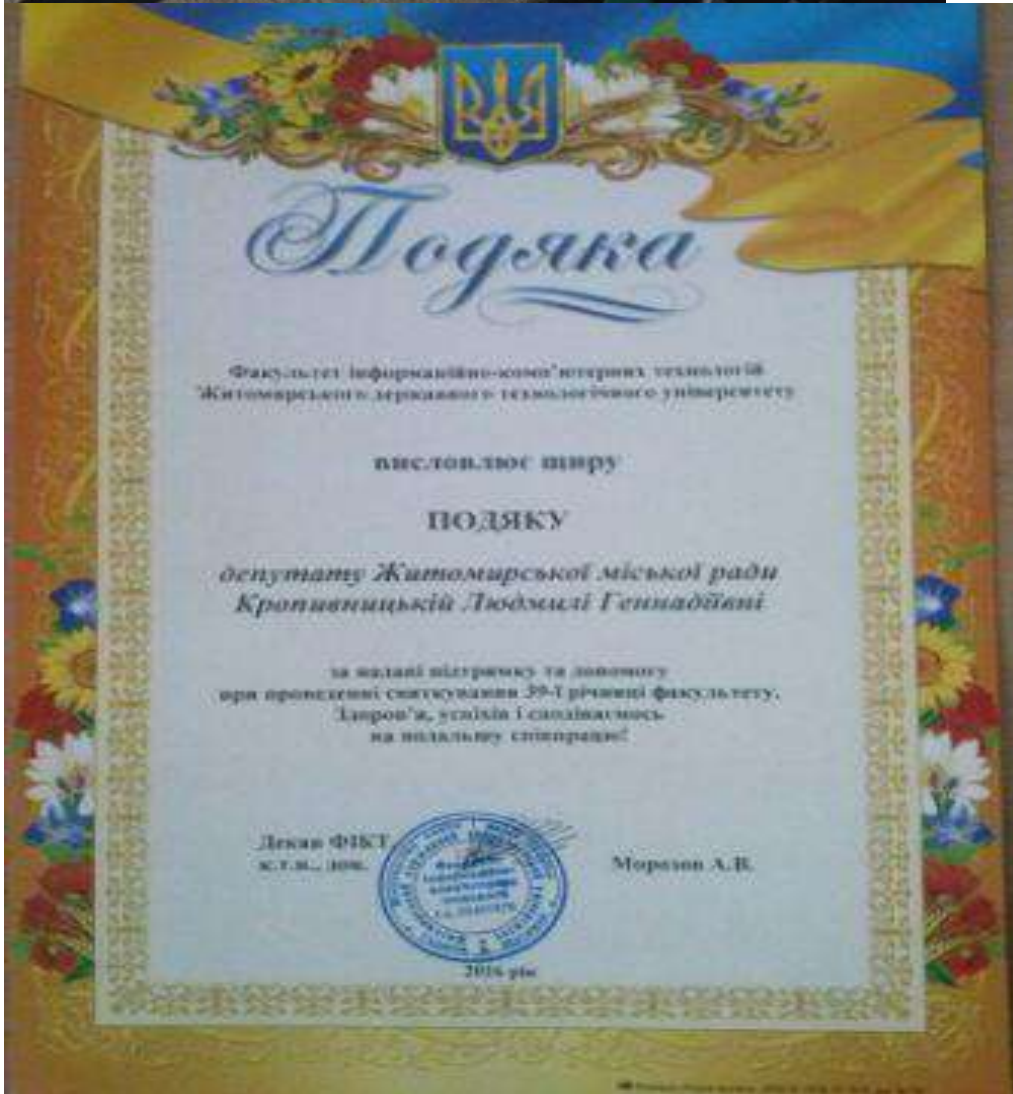 Подяка
Факультет інформаційно-комп'ютерних технологій
Житомирського державного технологічного університету
висловлює щиру
ПОДЯКУ
депутату Житомирської міської ради
Кропивницькій Людмилі Геннадіївні
за надані підтримку та допомогу
при проведенні святкування 39-ї річниці факультету.
Здоров'я, успіхів і сподіваємось
на подальшу співпрацю!
Декан ФІКТ
к.т.н., доц.
Морозов А.В.
2016 рік